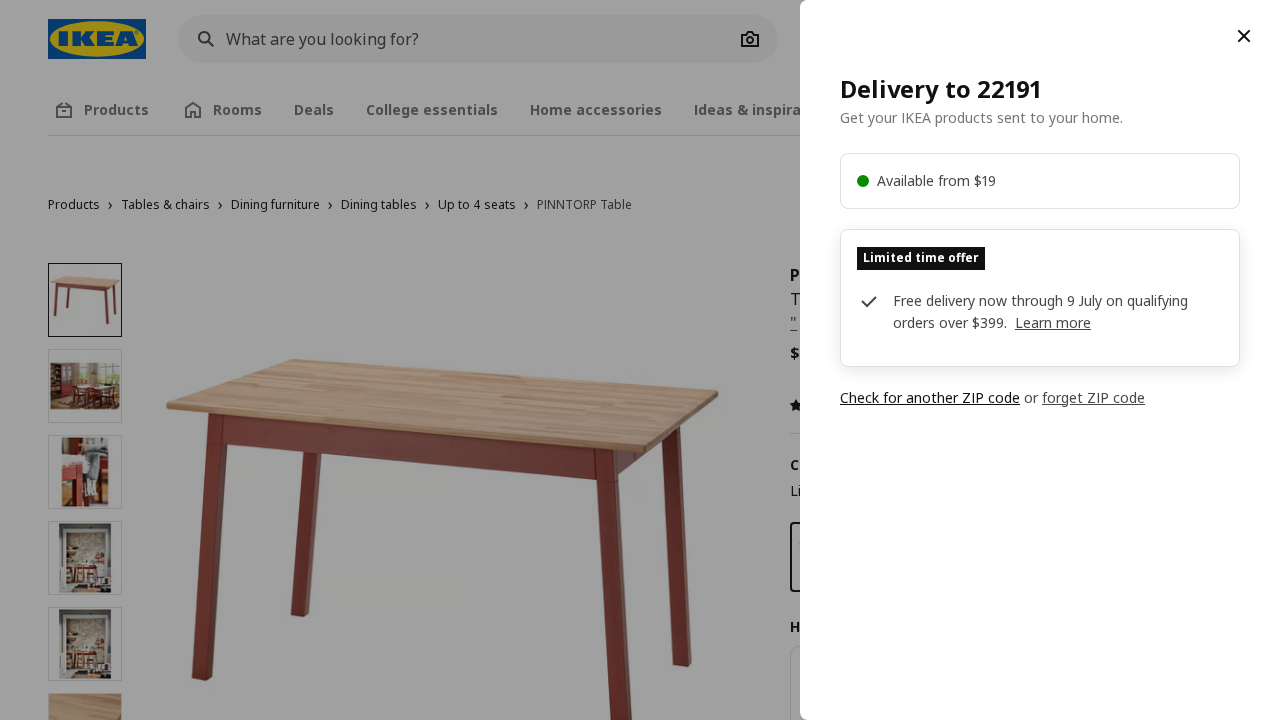 IKEA
What are you looking for?
Products
Rooms
Deals
College essentials
Home accessories
Ideas & inspira
Products › Tables & chairs › Dining furniture › Dining tables › Up to 4 seats › PINNTORP Table
P
T
"
$
C
Li
H
Delivery to 22191
Get your IKEA products sent to your home.
Available from $19
Limited time offer
Free delivery now through 9 July on qualifying
orders over $399. Learn more
Check for another ZIP code or forget ZIP code